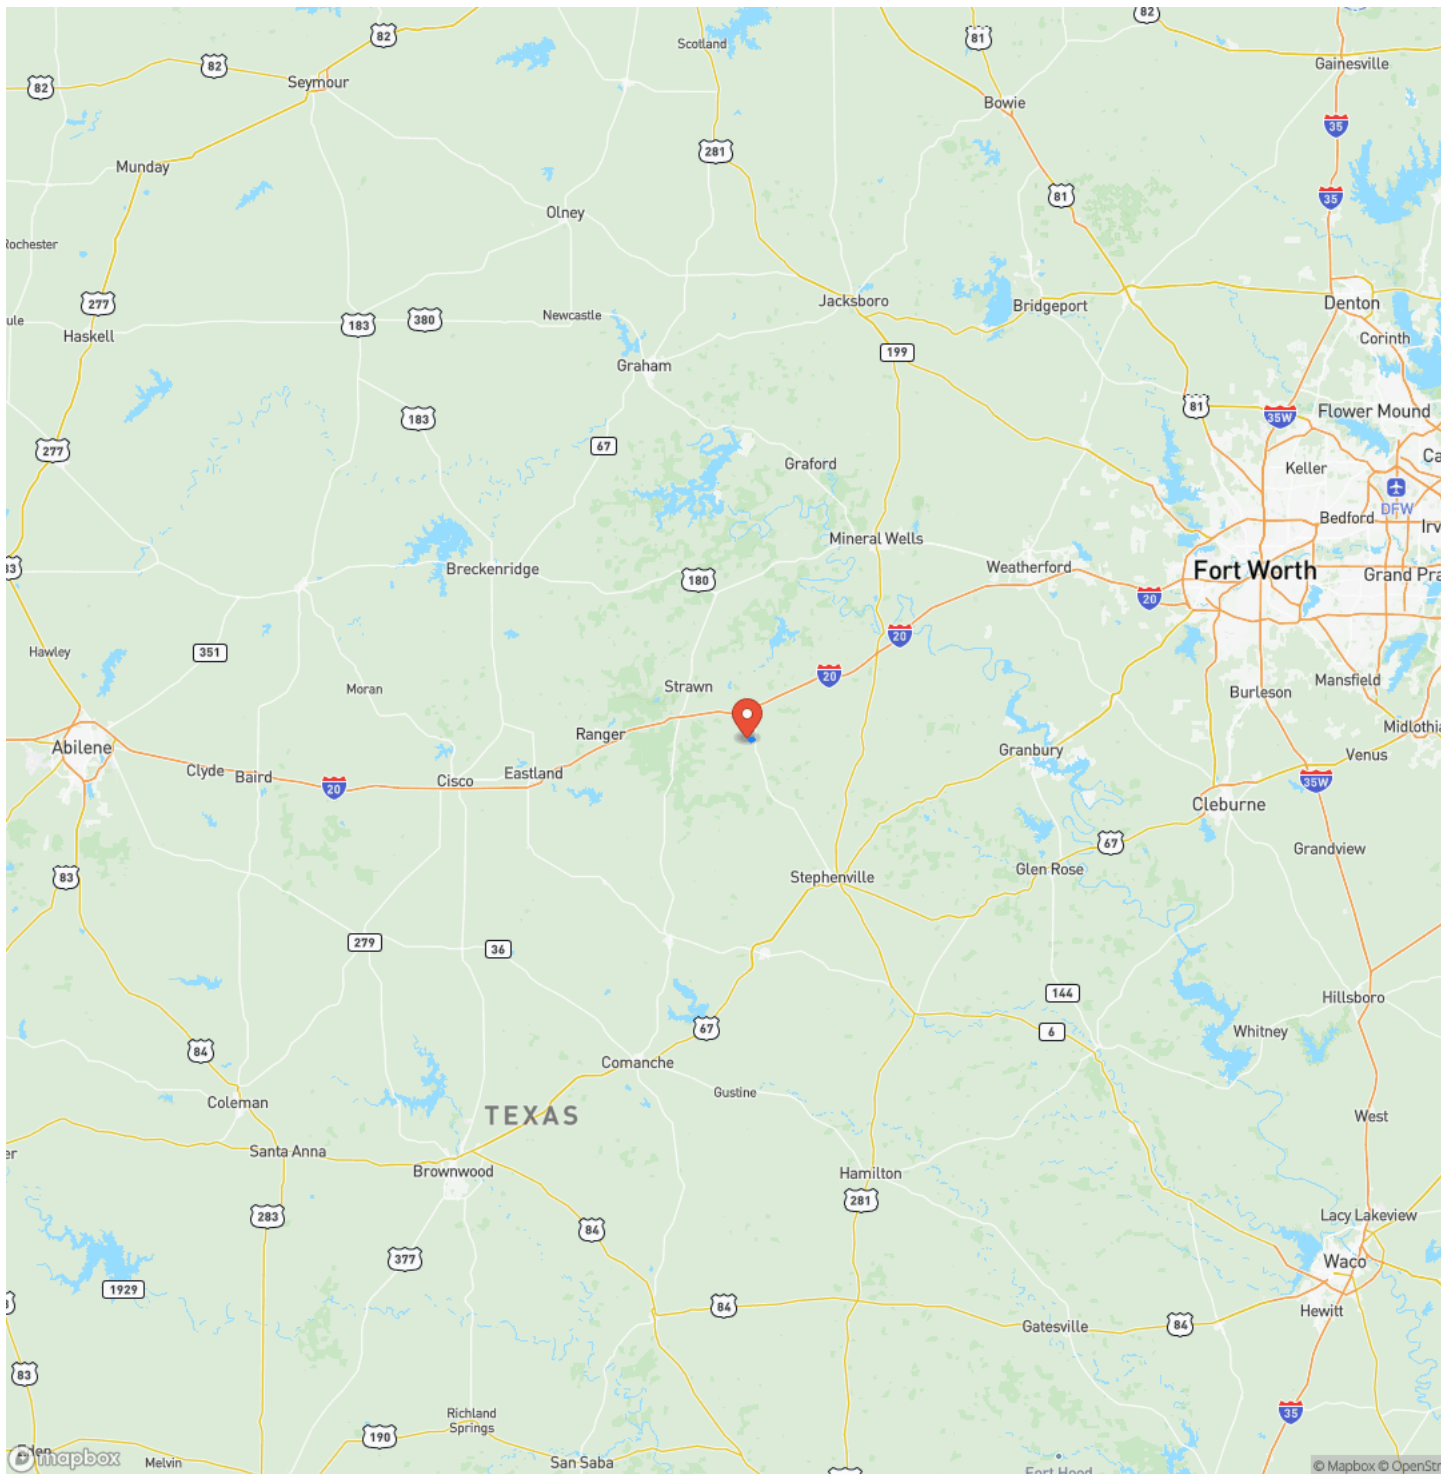 82
82
Scotland
81
82
82
Seymour
Gainesville
Bowie
35
281
Munday
35
81
Olney
Rochester
277
Jacksboro
Bridgeport
Denton
ule
183
380
Newcastle
Haskell
Corinth
199
Graham
183
81
35W
Flower Mound
277
67
Ca
Graford
Keller
DFW
Bedford
Irv
Mineral Wells
83
Breckenridge
180
Weatherford
Fort Worth
Grand Pra
20
20
Hawley
351
20
Strawn
Moran
Mansfield
Burleson
Ranger
Midlothia
Abilene
Granbury
Venus
Clyde
Baird
Cisco
Eastland
20
35W
Cleburne
67
Grandview
83
Stephenville
Glen Rose
279
36
144
Hillsboro
67
6
Whitney
84
Comanche
Gustine
Coleman
TEXAS
West
er
Santa Anna
Brownwood
Hamilton
281
283
84
Lacy Lakeview
377
Waco
1929
84
Hewitt
84
Gatesville
83
35
Richland
Springs
190
Eden
mapbox
Melvin
San Saba
Fort Hood
© Mapbox © OpenStr